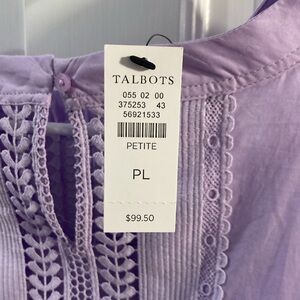 TALBOTS
055 02 00
375253 43
56921533
PETITE
PL
$99.50